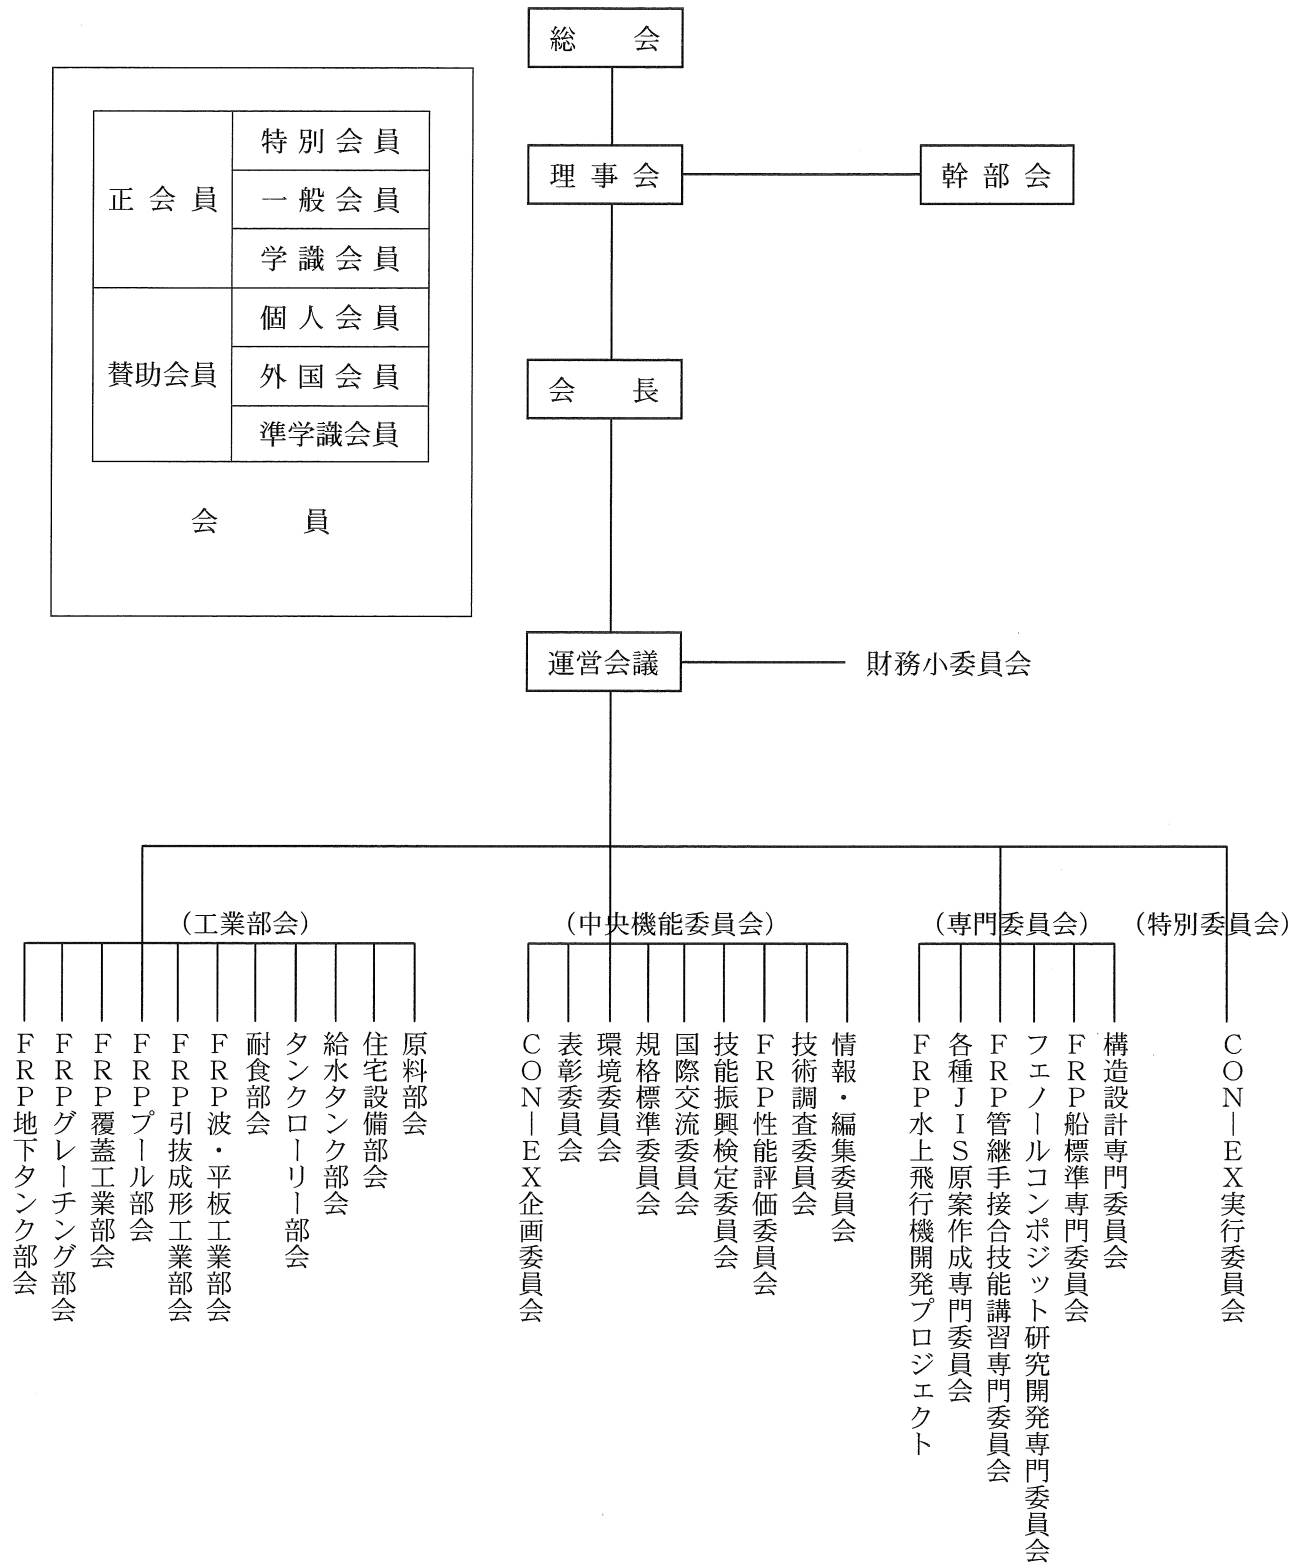 総会
理事会
幹部会
正会員
特別会員
一般会員
学識会員
賛助会員
個人会員
外国会員
準学識会員
会員
会長
運営会議
財務小委員会
(工業部会)
(中央機能委員会)
(専門委員会)
(特別委員会)
FRP地下タンク部会
FRPグレーチング部会
FRP覆蓋工業部会
FRPプール部会
FRP引抜成形工業部会
FRP波・平板工業部会
耐食部会
タンクローリー部会
給水タンク部会
住宅設備部会
原料部会
CON―EX企画委員会
表彰委員会
環境委員会
規格標準委員会
国際交流委員会
技能振興検定委員会
FRP性能評価委員会
技術調査委員会
情報・編集委員会
FRP水上飛行機開発プロジェクト
各種JIS原案作成専門委員会
FRP管継手接合技能講習専門委員会
フェノールコンポジット研究開発専門委員会
FRP船標準専門委員会
構造設計専門委員会
CON―EX実行委員会